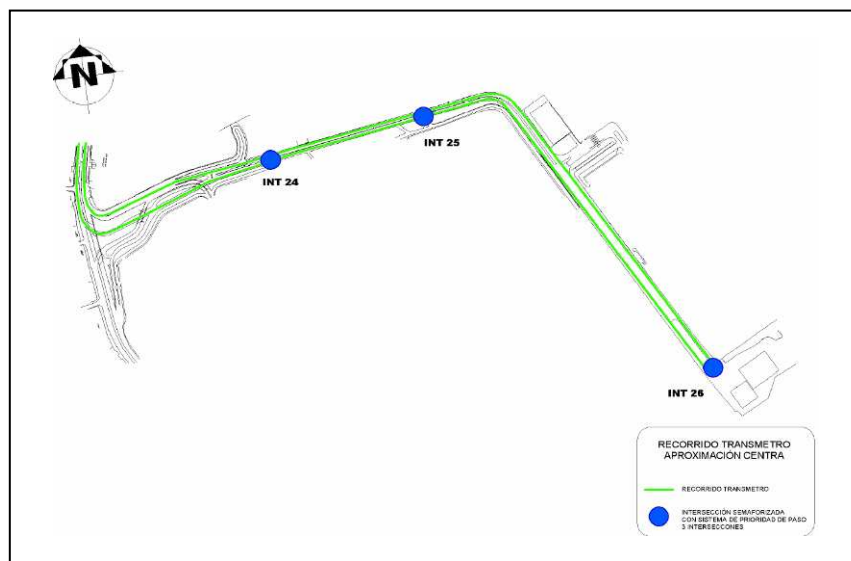 N
INT 25
INT 24
INT 26
RECORRIDO TRANSMETRO
APROXIMACIÓN CENTRA
RECORRIDO TRANSMETRO
INTERSECCIÓN SEMAFORIZADA
CON SISTEMA DE PRIORIDAD DE PASO
3 INTERSECCONES